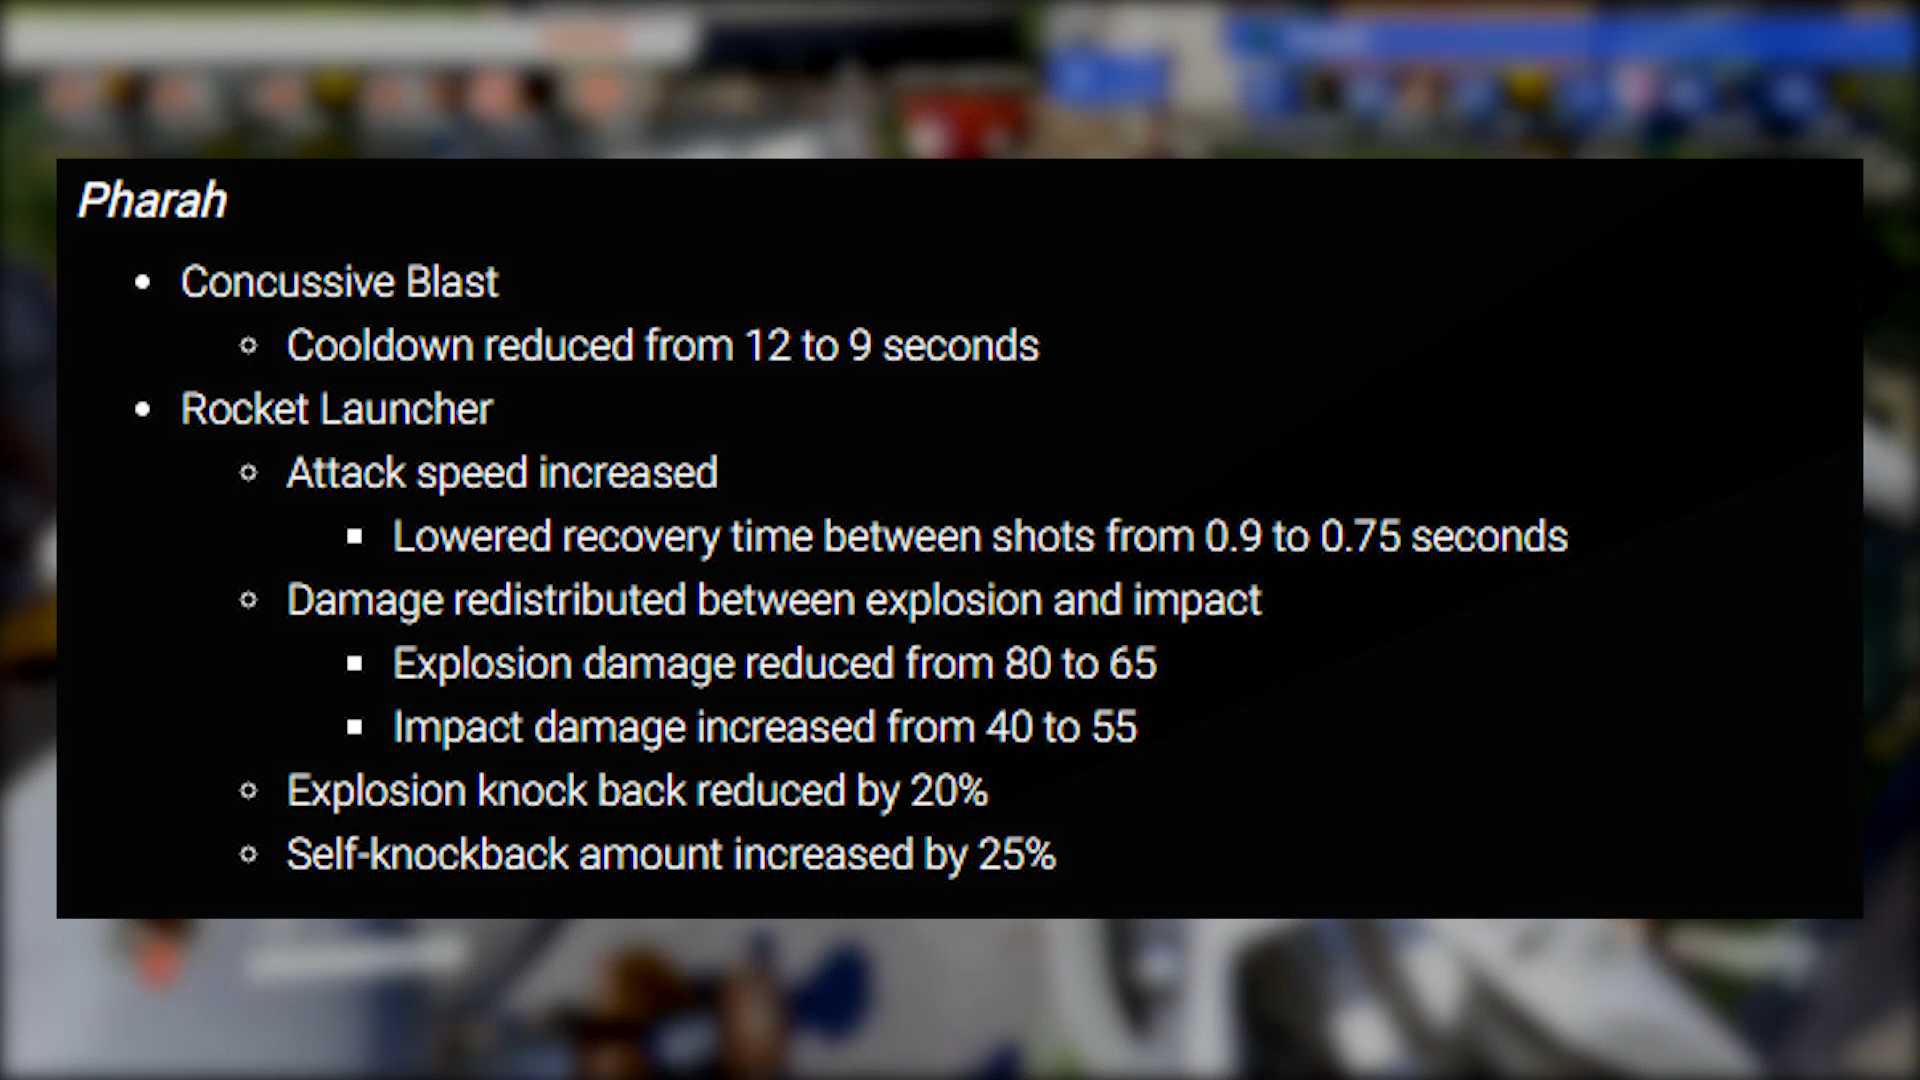 Pharah
Concussive Blast
Cooldown reduced from 12 to 9 seconds
Rocket Launcher
Attack speed increased
Lowered recovery time between shots from 0.9 to 0.75 seconds
Damage redistributed between explosion and impact
Explosion damage reduced from 80 to 65
Impact damage increased from 40 to 55
Explosion knock back reduced by 20%
Self-knockback amount increased by 25%